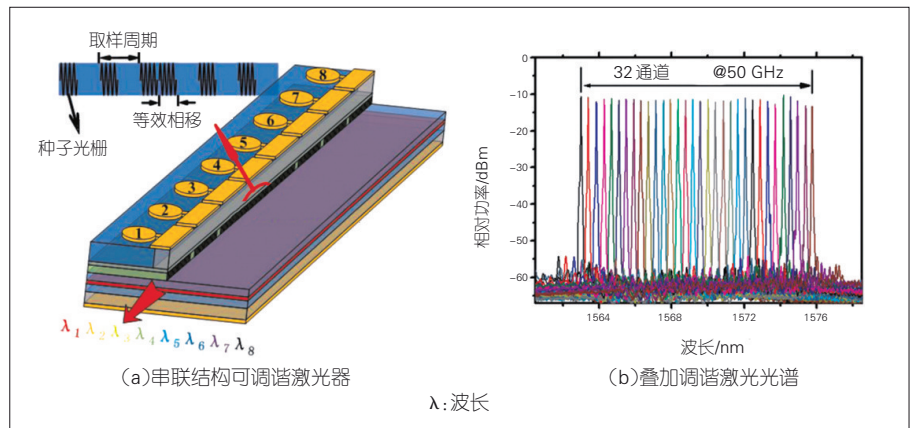 取样周期
等效相移
种子光栅
8
7
6
5
4
3
2
1
λ1 λ2 λ3 λ4 λ5 λ6 λ7 λ8
(a)串联结构可调谐激光器
32通道 @50 GHz
0
-10
-20
-30
-40
-50
-60
相对功率/dBm
1564 1568 1572 1576
波长/nm
(b)叠加调谐激光光谱
λ:波长